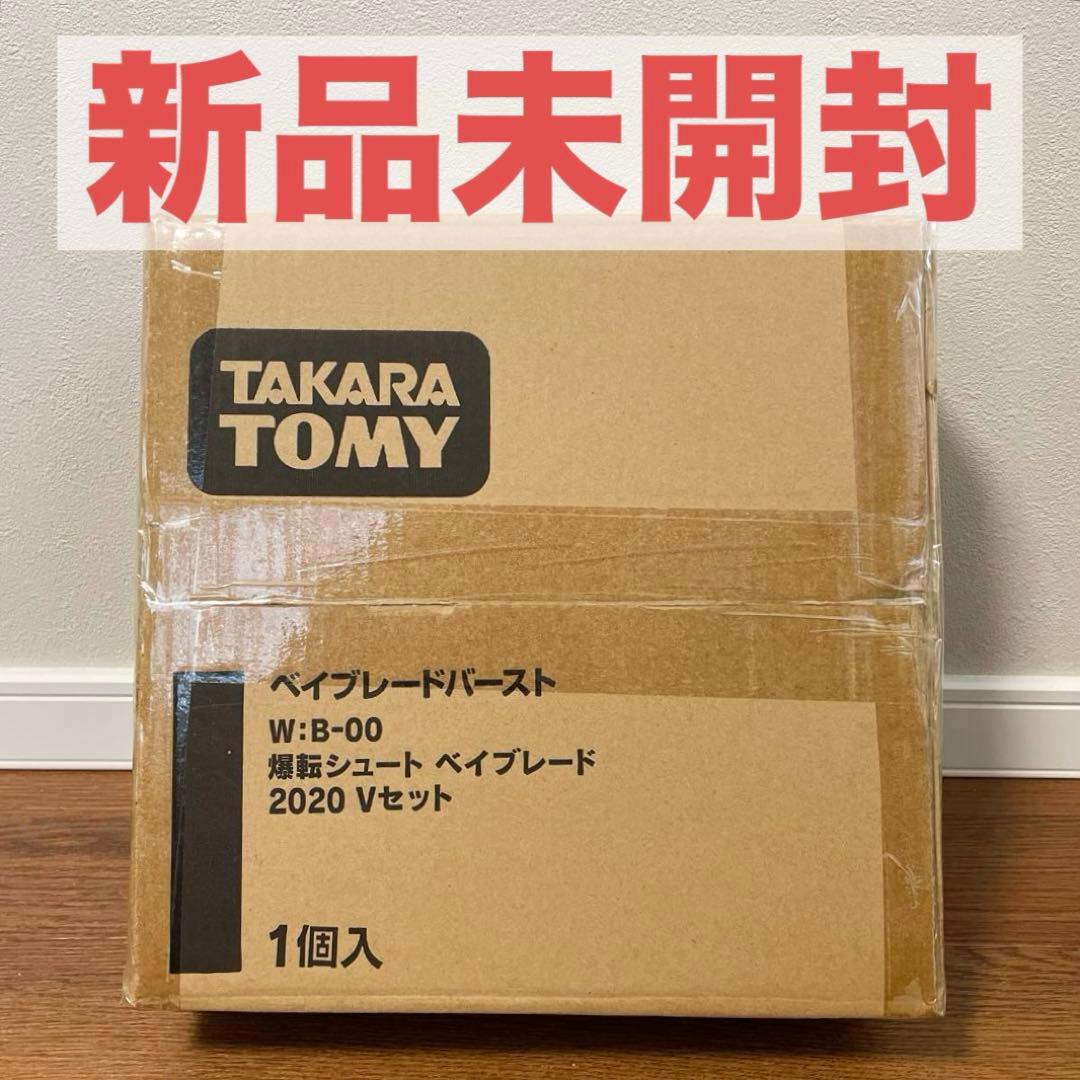 新品未開封
TAKARA
TOMY
ベイブレードバースト
W:B-00
爆転シュート ベイブレード
2020 Vセット
1個入